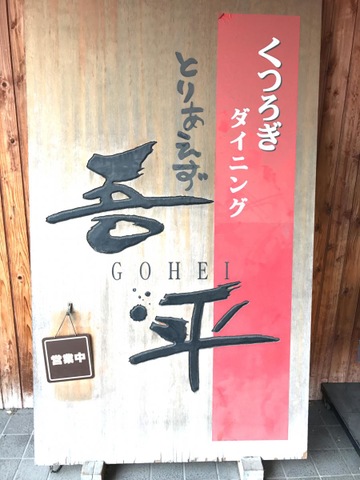 くつろぎ
ダイニング
とりあえず
吾平
GOHEI
営業中